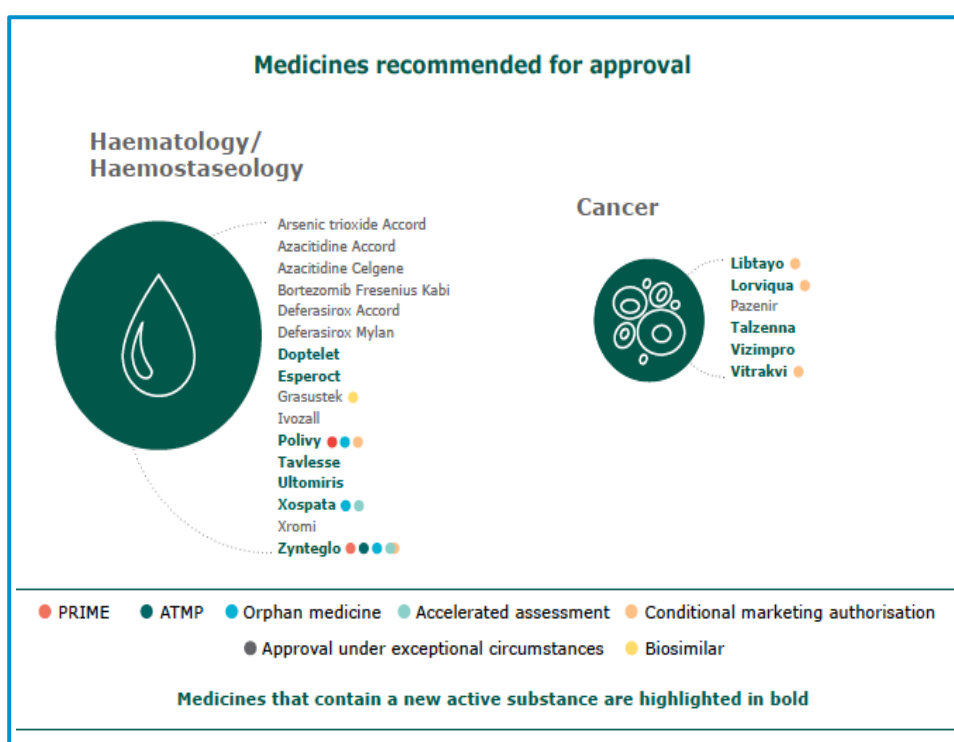 Medicines recommended for approval
Haematology/
Haemostaseology
Arsenic trioxide Accord
Azacitidine Accord
Azacitidine Celgene
Bortezomib Fresenius Kabi
Deferasirox Accord
Deferasirox Mylan
Doptelet
Esperoct
Grasustek
Ivozall
Polivy
Tavlesse
Ultomiris
Xospata
Xromi
Zynteglo
Cancer
Libtayo
Lorviqua
Pazenir
Talzenna
Vizimpro
Vitrakvi
PRIME
ATMP
Orphan medicine
Accelerated assessment
Conditional marketing authorisation
Approval under exceptional circumstances
Biosimilar
Medicines that contain a new active substance are highlighted in bold